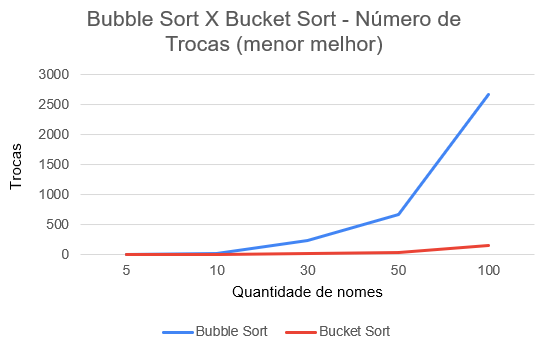 Bubble Sort X Bucket Sort - Número de
Trocas (menor melhor)
3000
2500
2000
1500
1000
500
0
Trocas
5 10 30 50 100
Quantidade de nomes
Bubble Sort Bucket Sort